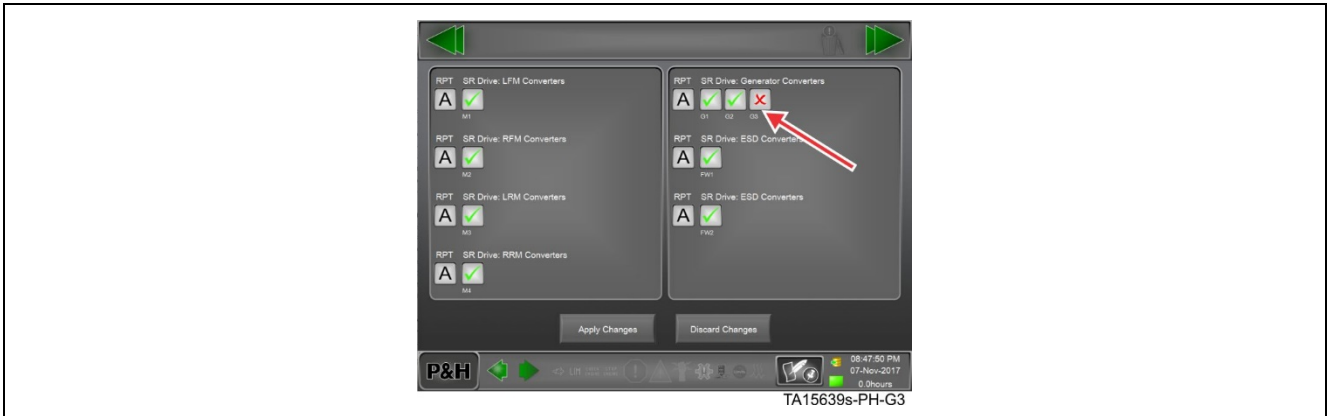 RPT SR Drive: LFM Converters
A
M1
RPT SR Drive: RFM Converters
A
M2
RPT SR Drive: LRM Converters
A
M3
RPT SR Drive: RRM Converters
A
M4
RPT SR Drive: Generator Converters
A
G1 G2 G3
RPT SR Drive: ESD Converters
A
FW1
RPT SR Drive: ESD Converters
A
FW2
Apply Changes Discard Changes
P&H
LIM
08:47:50 PM
07-Nov-2017
0.0hours
TA15639s-PH-G3